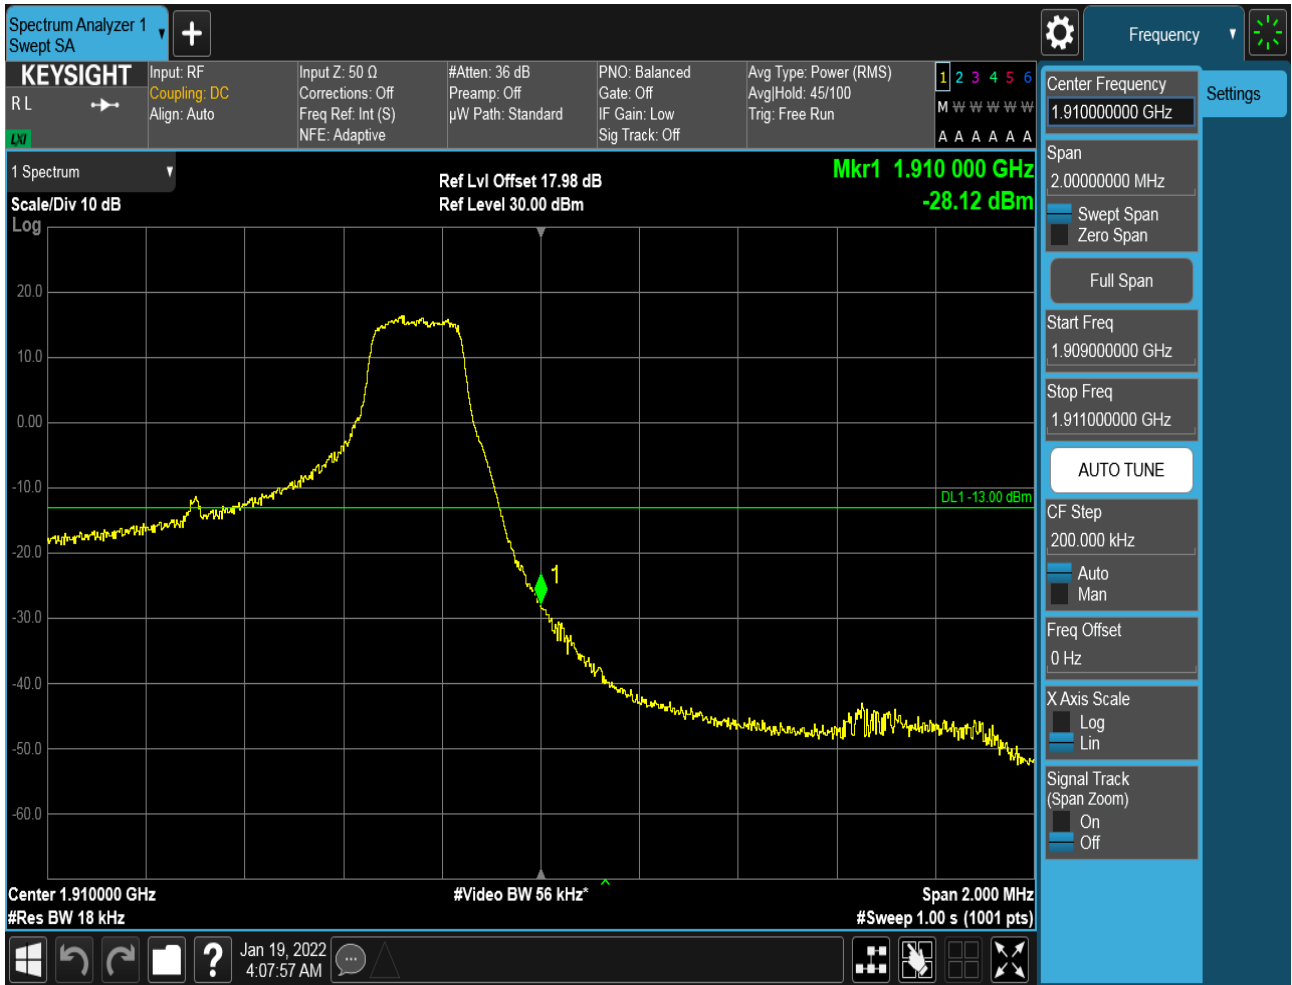 Spectrum Analyzer 1
Swept SA
Frequency
KEYSIGHT
R L
LXI
Input: RF
Coupling: DC
Align: Auto
Input Z: 50 Ω
Corrections: Off
Freq Ref: Int (S)
NFE: Adaptive
#Atten: 36 dB
Preamp: Off
µW Path: Standard
PNO: Balanced
Gate: Off
IF Gain: Low
Sig Track: Off
Avg Type: Power (RMS)
Avg|Hold: 45/100
Trig: Free Run
1 2 3 4 5 6
M W W W W W
A A A A A A
1 Spectrum
Scale/Div 10 dB
Log
Ref Lvl Offset 17.98 dB
Ref Level 30.00 dBm
Mkr1 1.910 000 GHz
-28.12 dBm
20.0
10.0
0.00
-10.0
-20.0
-30.0
-40.0
-50.0
-60.0
DL1 -13.00 dBm
1
Center 1.910000 GHz
#Res BW 18 kHz
#Video BW 56 kHz*
Span 2.000 MHz
#Sweep 1.00 s (1001 pts)
Jan 19, 2022
4:07:57 AM
Center Frequency
1.910000000 GHz
Settings
Span
2.00000000 MHz
Swept Span
Zero Span
Full Span
Start Freq
1.909000000 GHz
Stop Freq
1.911000000 GHz
AUTO TUNE
CF Step
200.000 kHz
Auto
Man
Freq Offset
0 Hz
X Axis Scale
Log
Lin
Signal Track
(Span Zoom)
On
Off